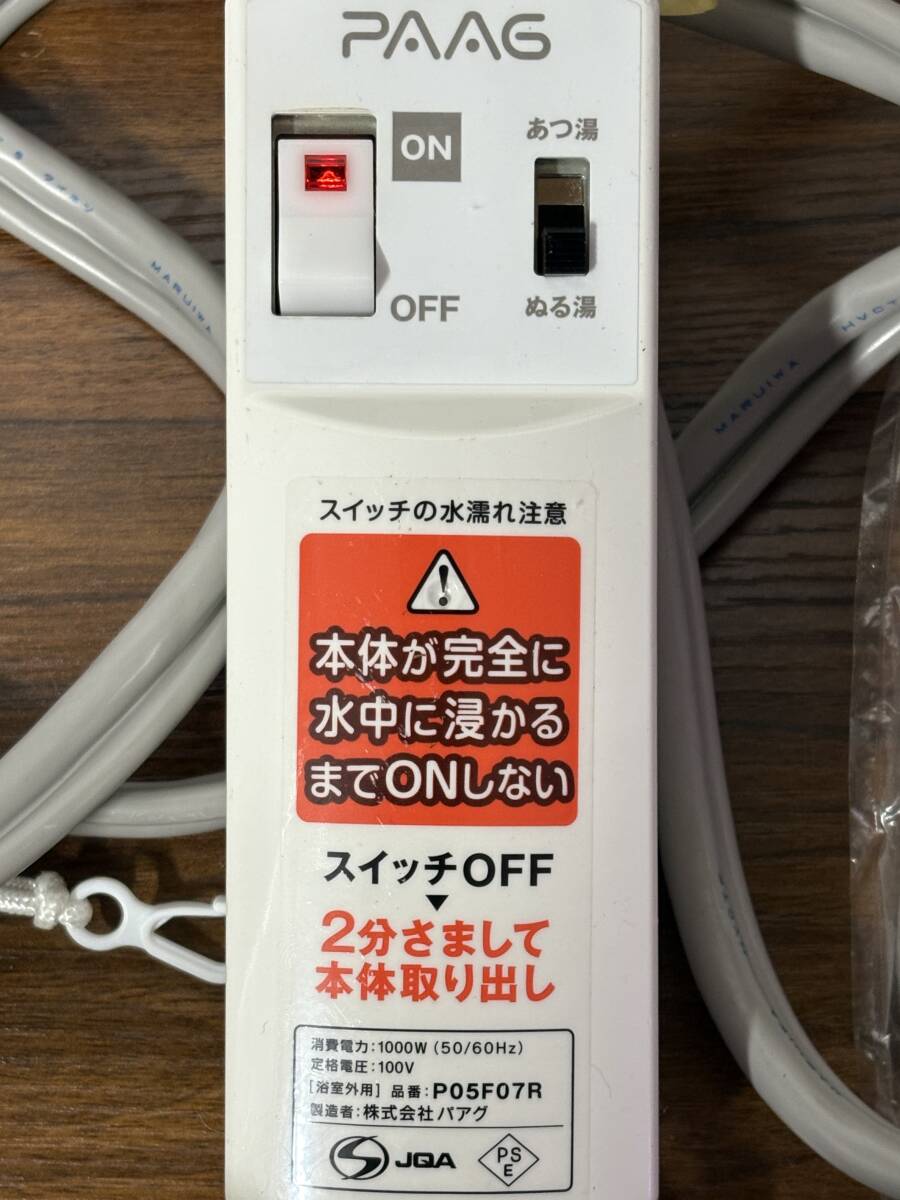 PAAG
ON
あつ湯
OFF
ぬる湯
スイッチの水濡れ注意
本体が完全に
水中に浸かる
までONしない
スイッチOFF
2分さまして
本体取り出し
消費電力:1000W(50/60Hz)
定格電圧:100V
[浴室外用] 品番:P05F07R
製造者:株式会社パアグ
JQA
PS
E
MARUIWA
MARUIWA